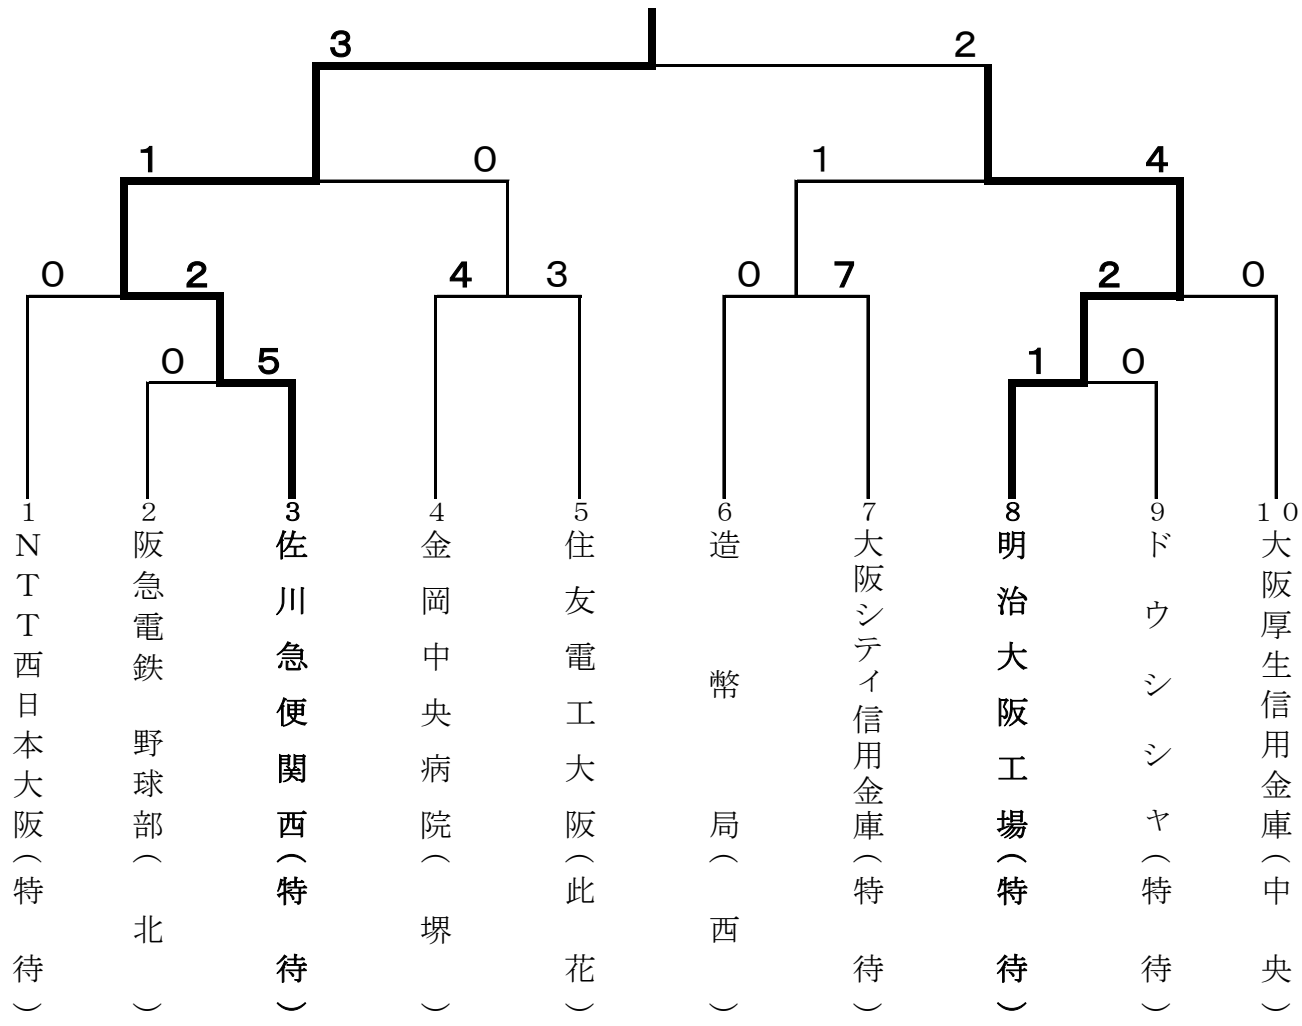 3 2
1 0 1 4
0 2 4 3 0 7 2 0
0 5 1 0
1 2 3 4 5 6 7 8 9 10
NTT西日本大阪(特待)
阪急電鉄 野球部(北)
佐川急便関西(特待)
金岡中央病院(堺)
住友電工大阪(此花)
造幣局(西)
大阪シティ信用金庫(特待)
明治大阪工場(特待)
ドウシシヤ(特待)
大阪厚生信用金庫(中央)